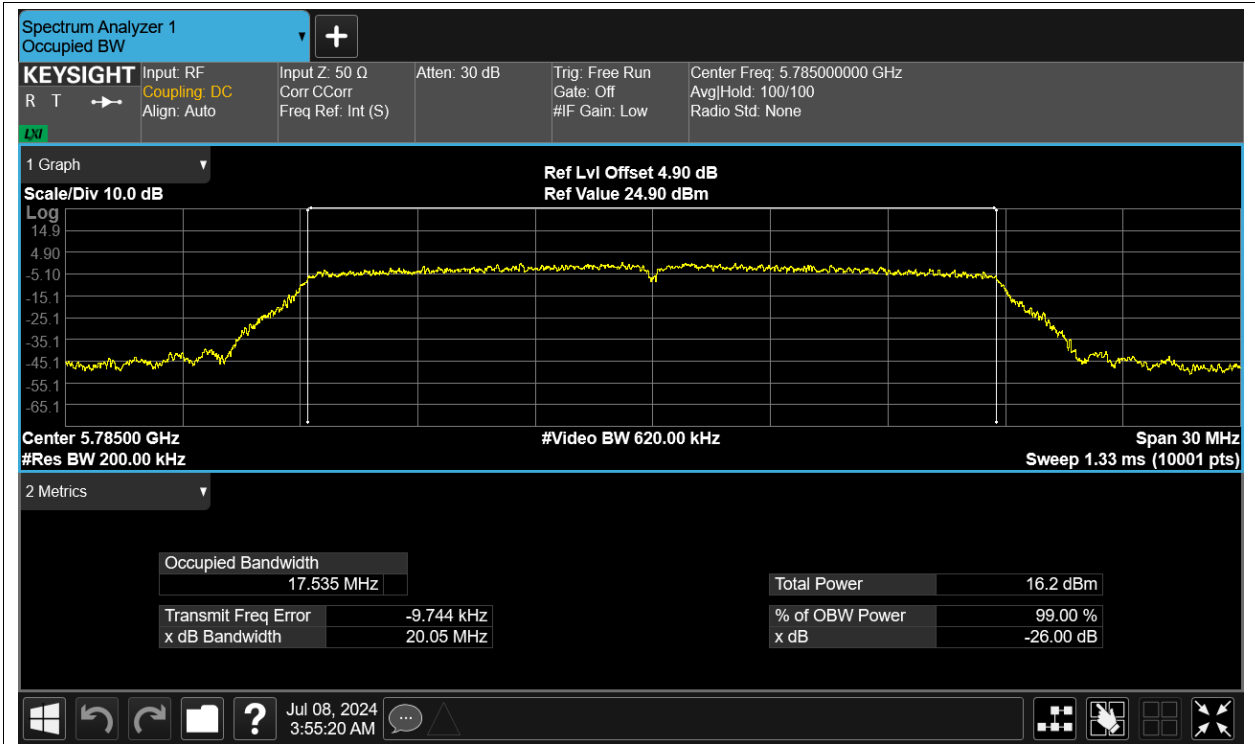 Spectrum Analyzer 1
Occupied BW
KEYSIGHT
R T
LXI
Input: RF
Coupling: DC
Align: Auto
Input Z: 50 Ω
Corr CCorr
Freq Ref: Int (S)
Atten: 30 dB
Trig: Free Run
Gate: Off
#IF Gain: Low
Center Freq: 5.785000000 GHz
Avg|Hold: 100/100
Radio Std: None
1 Graph
Scale/Div 10.0 dB
Ref Lvl Offset 4.90 dB
Ref Value 24.90 dBm
Log
14.9
4.90
-5.10
-15.1
-25.1
-35.1
-45.1
-55.1
-65.1
Center 5.78500 GHz
#Res BW 200.00 kHz
#Video BW 620.00 kHz
Span 30 MHz
Sweep 1.33 ms (10001 pts)
2 Metrics
Occupied Bandwidth
17.535 MHz
Transmit Freq Error -9.744 kHz
x dB Bandwidth 20.05 MHz
Total Power 16.2 dBm
% of OBW Power 99.00 %
x dB -26.00 dB
?
Jul 08, 2024
3:55:20 AM